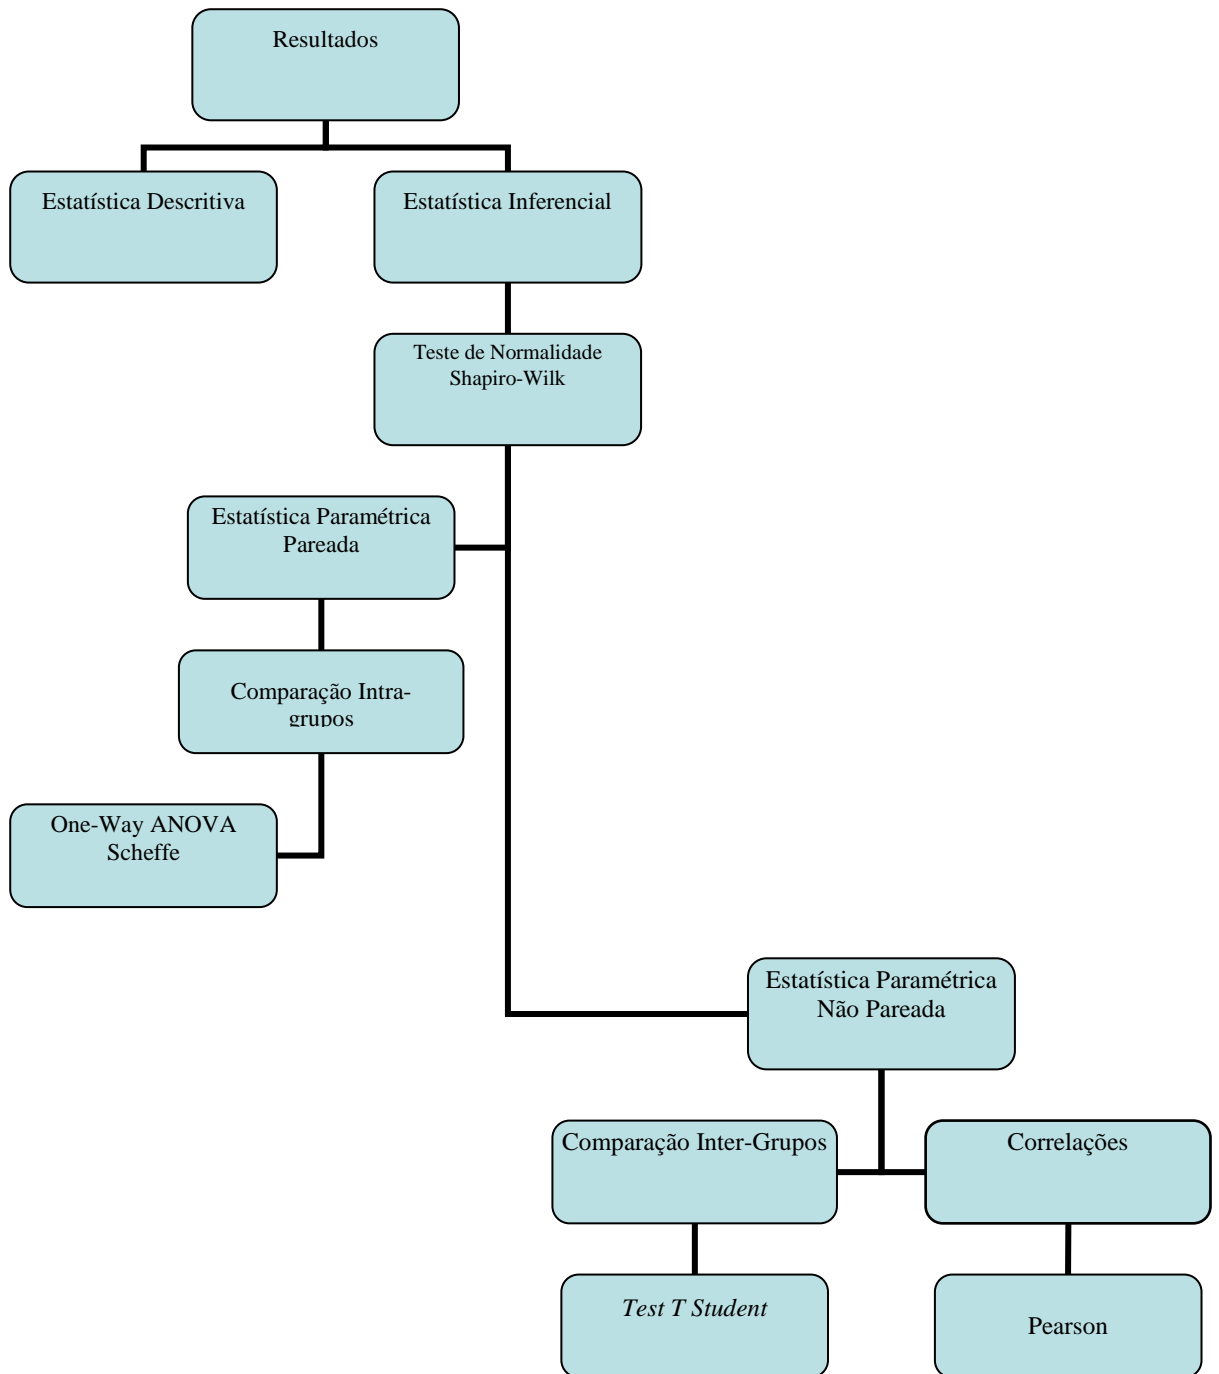 Resultados
Estatística Descritiva
Estatística Inferencial
Teste de Normalidade
Shapiro-Wilk
Estatística Paramétrica
Pareada
Comparação Intra-
grupos
One-Way ANOVA
Scheffe
Estatística Paramétrica
Não Pareada
Comparação Inter-Grupos
Correlações
Test T Student
Pearson